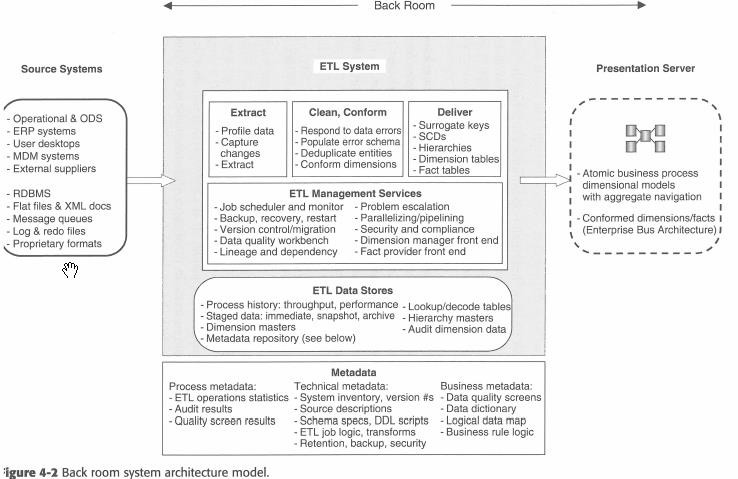 Back Room
Source Systems
ETL System
Presentation Server
- Operational & ODS
- ERP systems
- User desktops
- MDM systems
- External suppliers
- RDBMS
- Flat files & XML docs
- Message queues
- Log & redo files
- Proprietary formats
Extract
- Profile data
- Capture
changes
- Extract
Clean, Conform
- Respond to data errors
- Populate error schema
- Deduplicate entities
- Conform dimensions
Deliver
- Surrogate keys
- SCDs
- Hierarchies
- Dimension tables
- Fact tables
ETL Management Services
- Job scheduler and monitor
- Backup, recovery, restart
- Version control/migration
- Data quality workbench
- Lineage and dependency
- Problem escalation
- Parallelizing/pipelining
- Security and compliance
- Dimension manager front end
- Fact provider front end
ETL Data Stores
- Process history: throughput, performance
- Staged data: immediate, snapshot, archive
- Dimension masters
- Metadata repository (see below)
- Lookup/decode tables
- Hierarchy masters
- Audit dimension data
- Atomic business process
dimensional models
with aggregate navigation
- Conformed dimensions/facts
(Enterprise Bus Architecture)
Metadata
Process metadata:
- ETL operations statistics
- Audit results
- Quality screen results
Technical metadata:
- System inventory, version #s
- Source descriptions
- Schema specs, DDL scripts
- ETL job logic, transforms
- Retention, backup, security
Business metadata:
- Data quality screens
- Data dictionary
- Logical data map
- Business rule logic
Figure 4-2 Back room system architecture model.